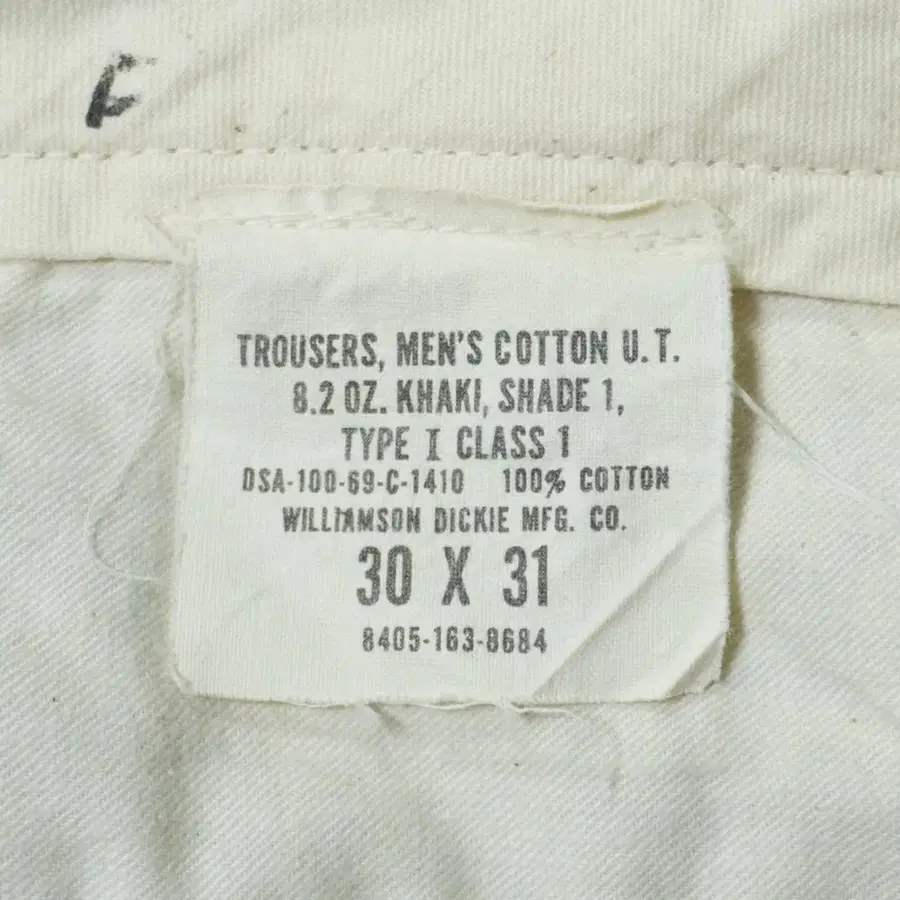 F
TROUSERS, MEN'S COTTON U.T.
8.2 OZ. KHAKI, SHADE 1,
TYPE I CLASS 1
DSA-100-69-C-1410 100% COTTON
WILLIAMSON DICKIE MFG. CO.
30 X 31
8405-163-8684